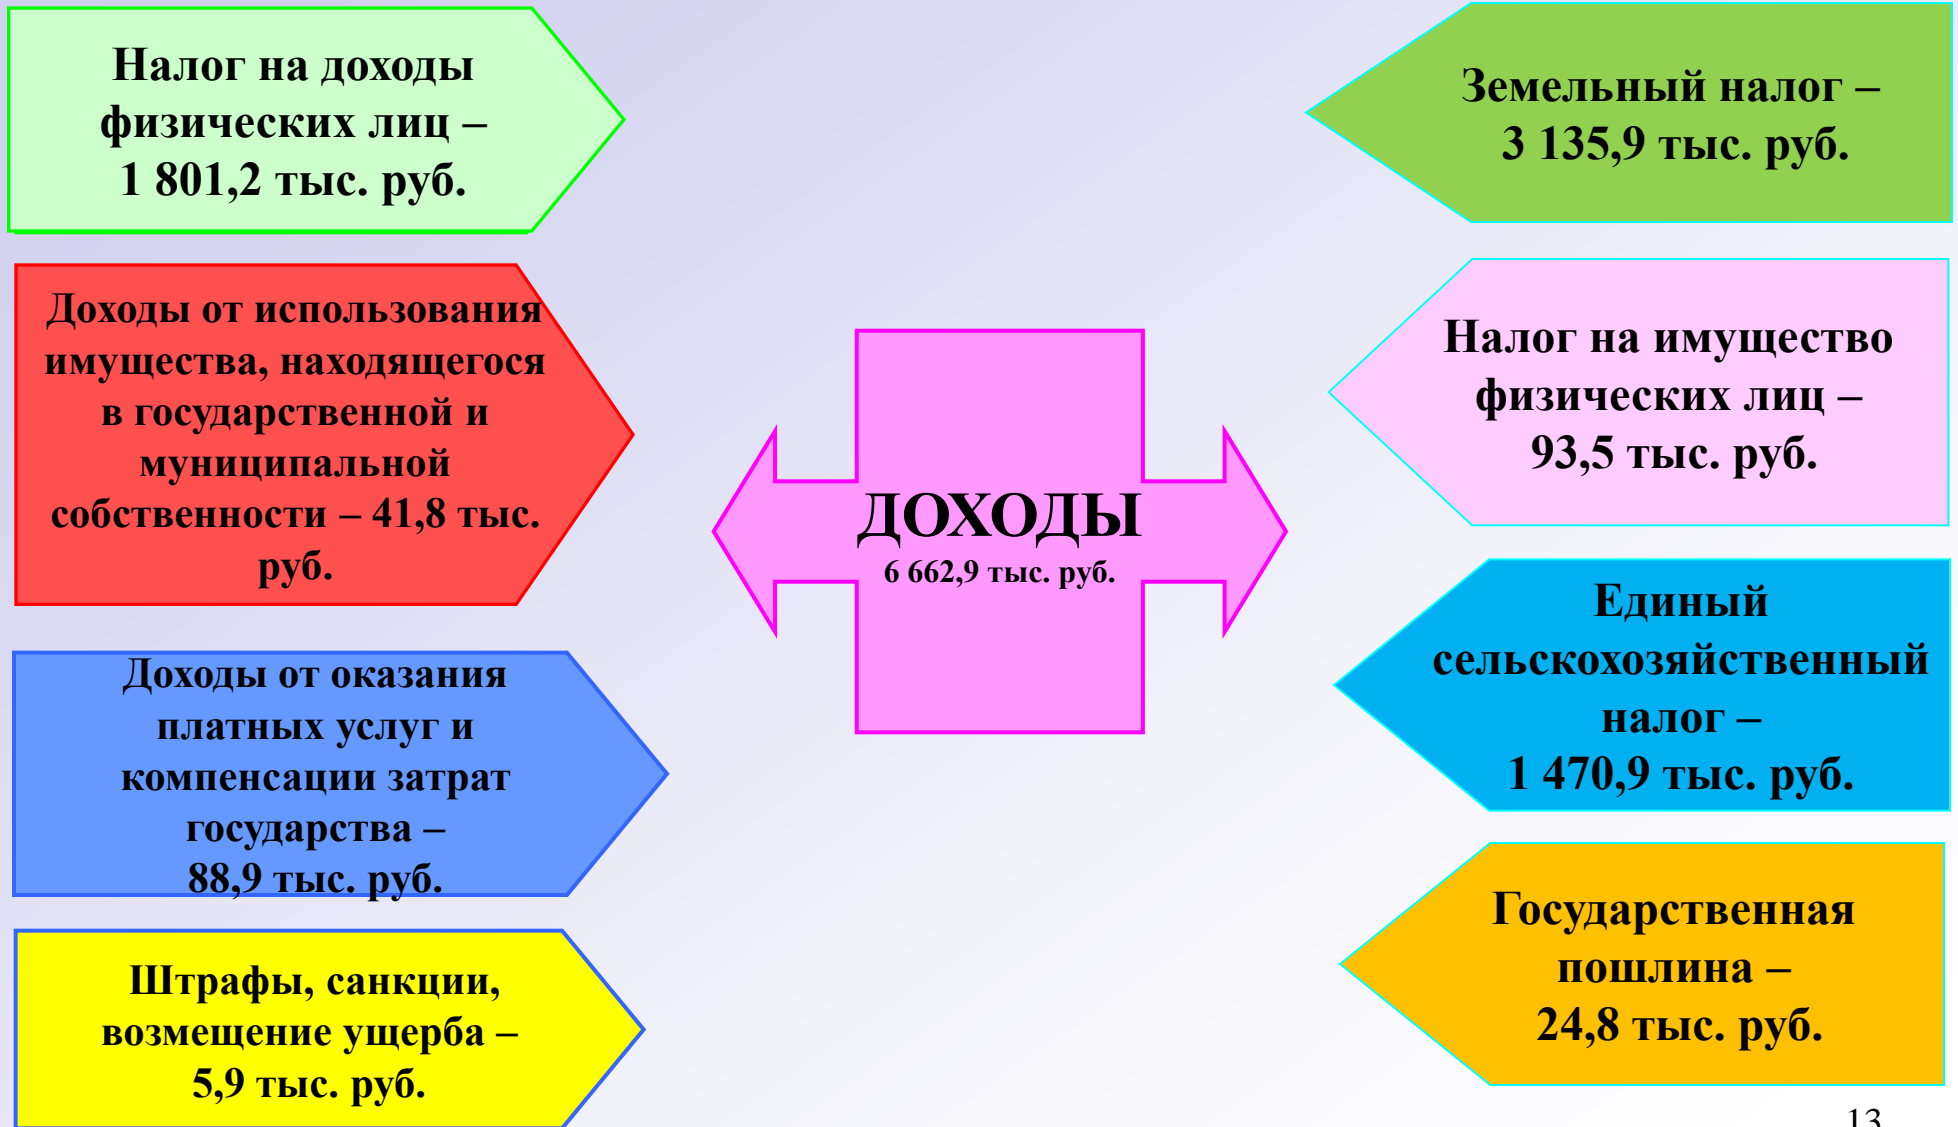 Налог на доходы
физических лиц –
1 801,2 тыс. руб.
Доходы от использования
имущества, находящегося
в государственной и
муниципальной
собственности – 41,8 тыс.
руб.
Доходы от оказания
платных услуг и
компенсации затрат
государства –
88,9 тыс. руб.
Штрафы, санкции,
возмещение ущерба –
5,9 тыс. руб.
ДОХОДЫ
6 662,9 тыс. руб.
Земельный налог –
3 135,9 тыс. руб.
Налог на имущество
физических лиц –
93,5 тыс. руб.
Единый
сельскохозяйственный
налог –
1 470,9 тыс. руб.
Государственная
пошлина –
24,8 тыс. руб.
13